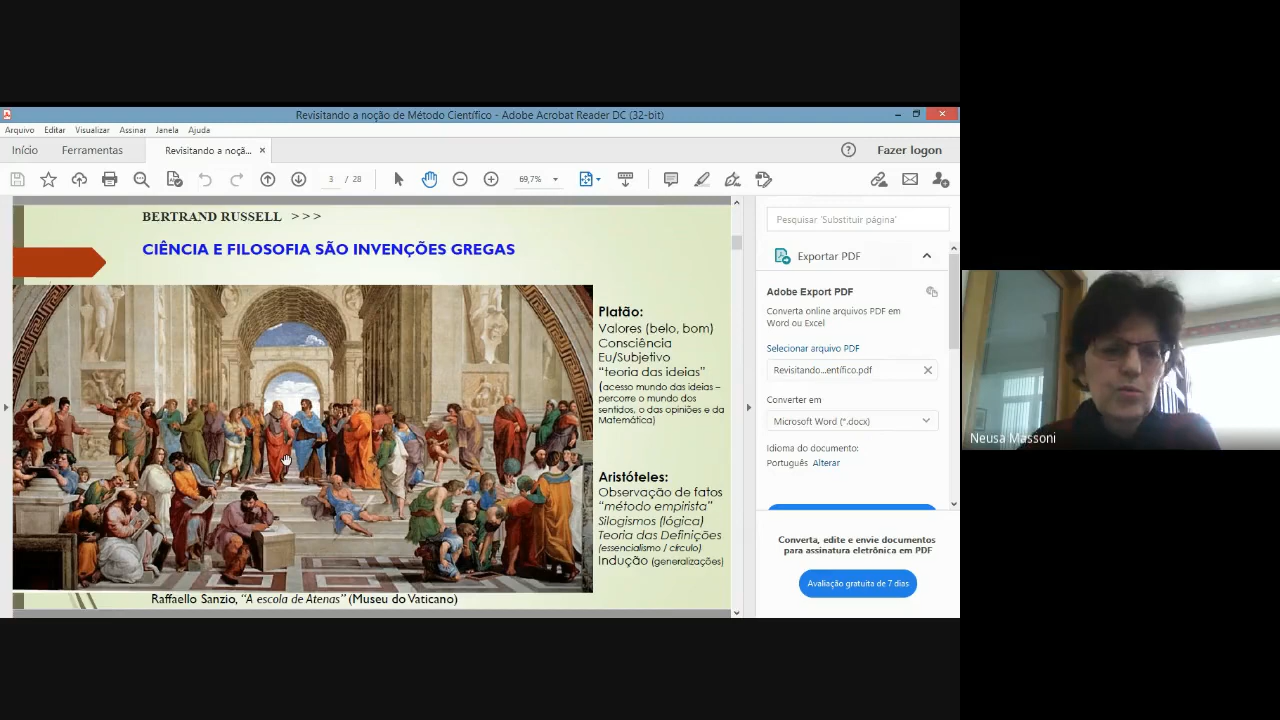 Revisitando a noção de Método Científico - Adobe Acrobat Reader DC (32-bit)
Arquivo Editar Visualizar Assinar Janela Ajuda
Início Ferramentas Revisitando a noçã... × Fazer logon
3 / 28 69,7%
BERTRAND RUSSELL >>>
CIÊNCIA E FILOSOFIA SÃO INVENÇÕES GREGAS
Platão:
Valores (belo, bom)
Consciência
Eu/Subjetivo
“teoria das ideias”
(acesso mundo das ideias –
percorre o mundo dos
sentidos, o das opiniões e da
Matemática)
Aristóteles:
Observação de fatos
“método empirista”
Silogismos (lógica)
Teoria das Definições
(essencialismo / círculo)
Indução (generalizações)
Raffaello Sanzio, “A escola de Atenas” (Museu do Vaticano)
Pesquisar 'Substituir página'
Exportar PDF
Adobe Export PDF
Converta online arquivos PDF em
Word ou Excel
Selecionar arquivo PDF
Revisitando...entífico.pdf
Converter em
Microsoft Word (*.docx)
Idioma do documento:
Português Alterar
Converta, edite e envie documentos
para assinatura eletrônica em PDF
Avaliação gratuita de 7 dias
Neusa Massoni